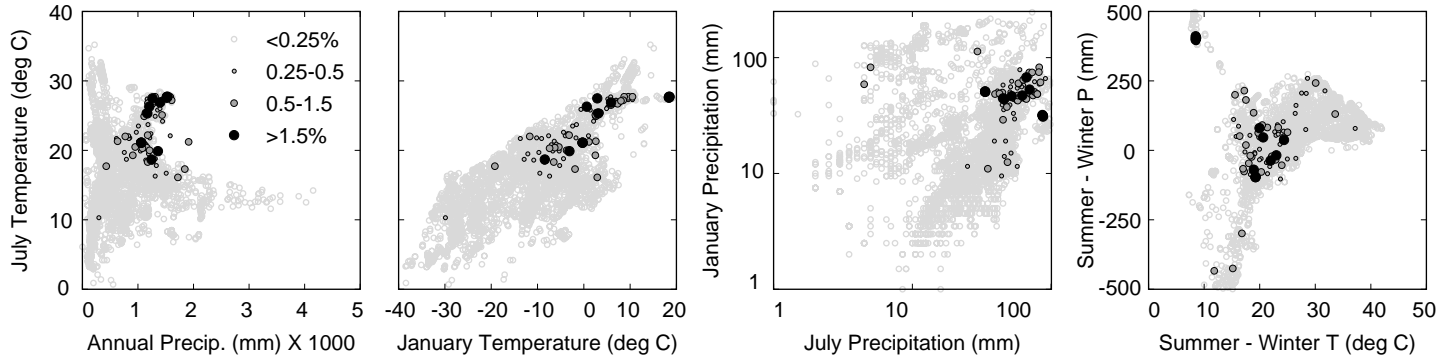 July Temperature (deg C)
40
30
20
10
0
0 1 2 3 4 5
Annual Precip. (mm) X 1000
<0.25%
0.25-0.5
0.5-1.5
>1.5%
-40 -30 -20 -10 0 10 20
January Temperature (deg C)
January Precipitation (mm)
100
10
1
1 10 100
July Precipitation (mm)
Summer - Winter P (mm)
500
250
0
-250
-500
0 10 20 30 40 50
Summer - Winter T (deg C)